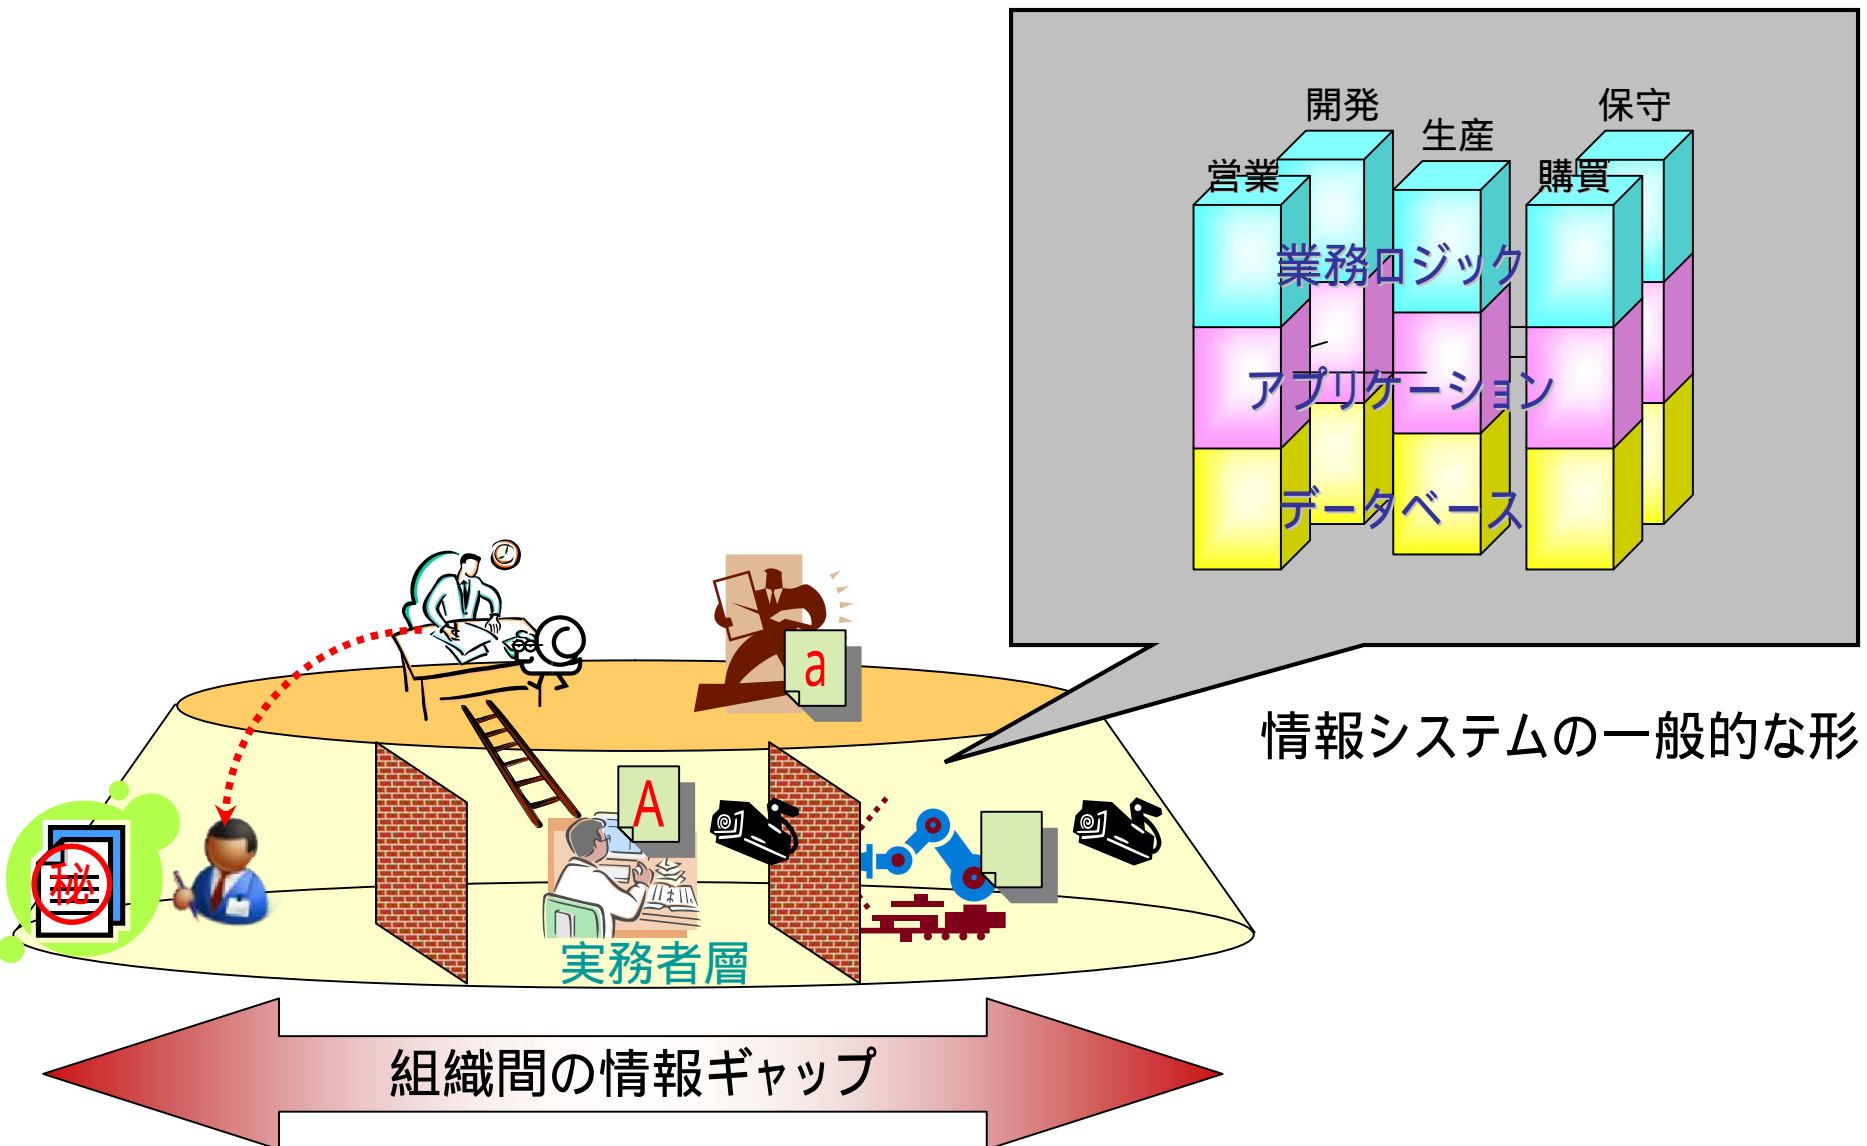 開発
保守
生産
営業
購買
業務ロジック
アプリケーション
データベース
a
情報システムの一般的な形
A
秘
実務者層
組織間の情報ギャップ